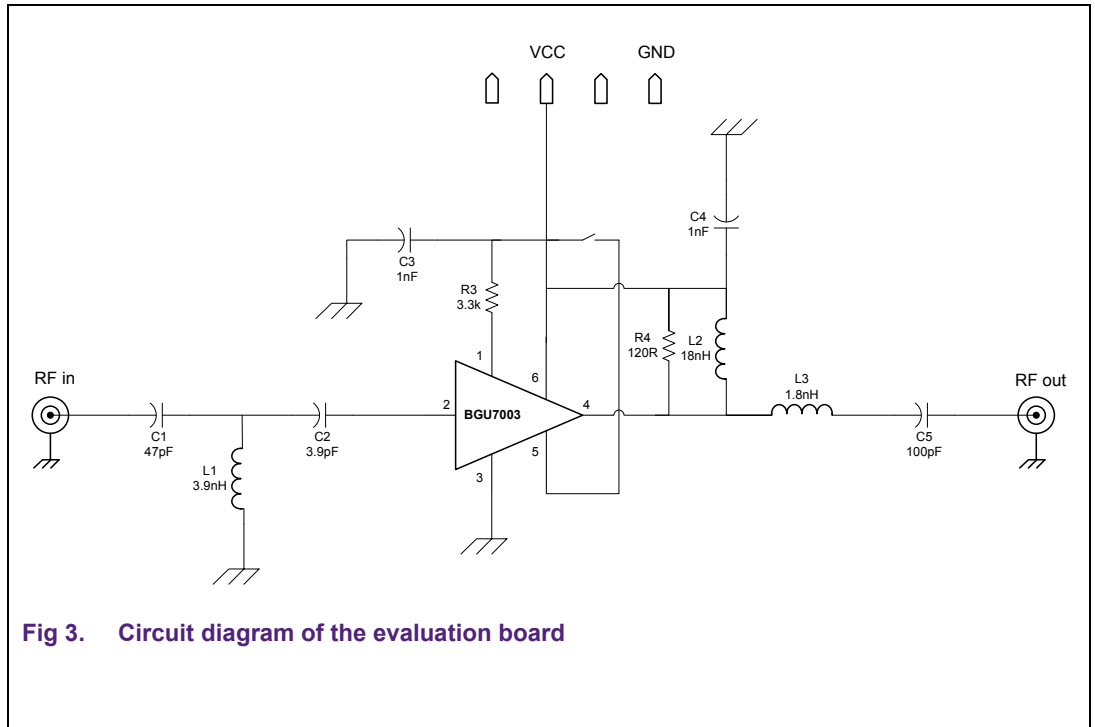 VCC GND
C4
1nF
C3
1nF
R3
3.3k
R4
120R
L2
18nH
1
6
RF in
2
BGU7003
4
L3
1.8nH
RF out
C1
47pF
C2
3.9pF
5
C5
100pF
L1
3.9nH
3
Fig 3. Circuit diagram of the evaluation board